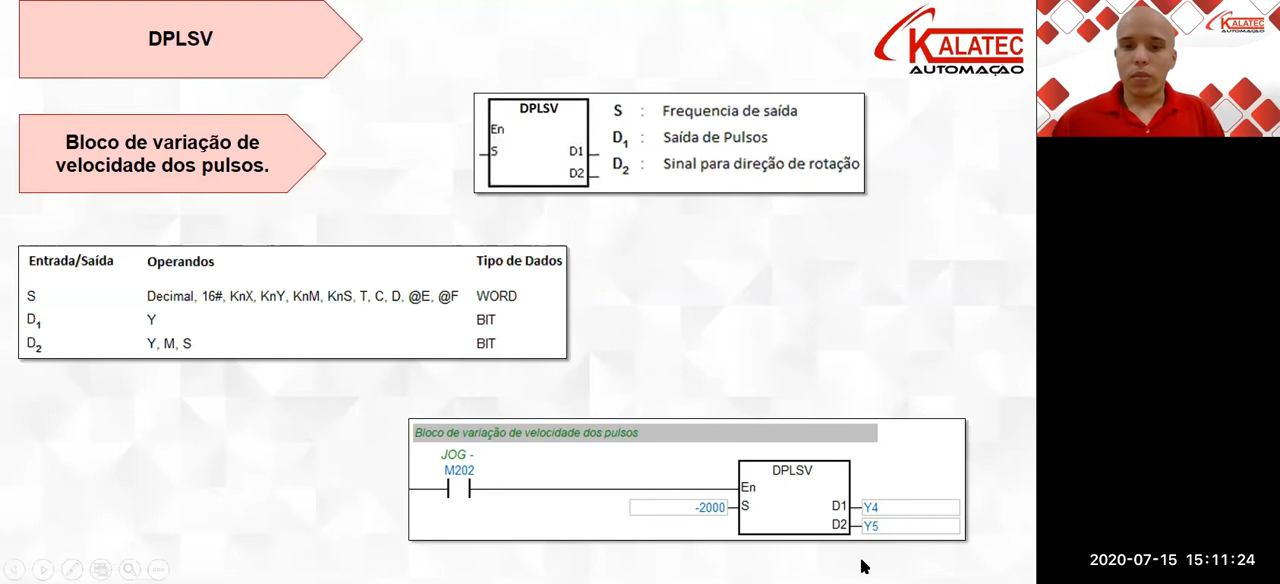 DPLSV
KALATEC
AUTOMAÇÃO
KALATEC
AUTOMAÇÃO
Bloco de variação de
velocidade dos pulsos.
DPLSV
En
S
D1
D2
S : Frequencia de saída
D1 : Saída de Pulsos
D2 : Sinal para direção de rotação
Entrada/Saída Operandos Tipo de Dados
S Decimal, 16#, KnX, KnY, KnM, KnS, T, C, D, @E, @F WORD
D1 Y BIT
D2 Y, M, S BIT
Bloco de variação de velocidade dos pulsos
JOG -
M202
DPLSV
En
-2000 S D1 Y4
D2 Y5
2020-07-15 15:11:24